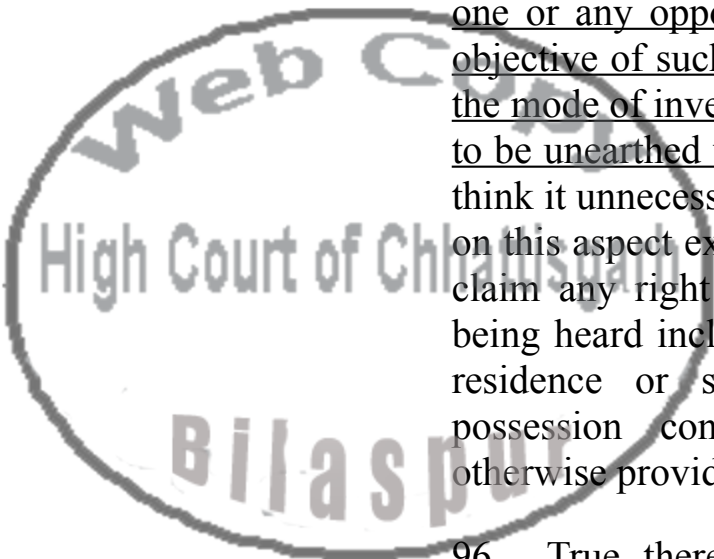 one or any oppo
objective of such
the mode of inve
to be unearthed
think it unnecess
on this aspect ex
claim any right
being heard incl
residence or s
possession con
otherwise provid
96. True there
Web Copy
High Court of Chhattisgarh
Bilaspur